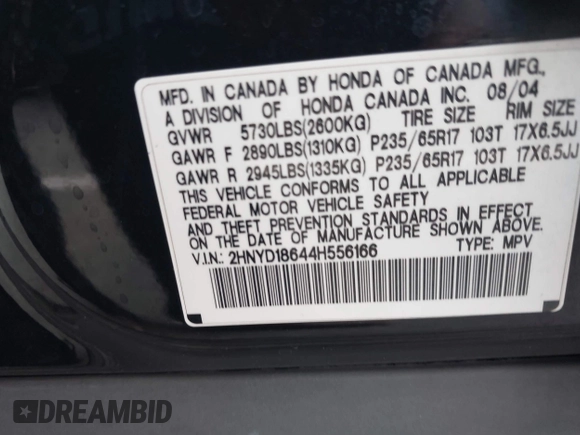 MFD. IN CANADA BY HONDA OF CANADA MFG.,
A DIVISION OF HONDA CANADA INC. 08/04
GVWR 5730LBS(2600KG) TIRE SIZE RIM SIZE
GAWR F 2890LBS(1310KG) P235/65R17 103T 17X6.5JJ
GAWR R 2945LBS(1335KG) P235/65R17 103T 17X6.5JJ
THIS VEHICLE CONFORMS TO ALL APPLICABLE
FEDERAL MOTOR VEHICLE SAFETY
AND THEFT PREVENTION STANDARDS IN EFFECT
ON THE DATE OF MANUFACTURE SHOWN ABOVE.
V.I.N.: 2HNYD18644H556166 TYPE: MPV
DREAMBID